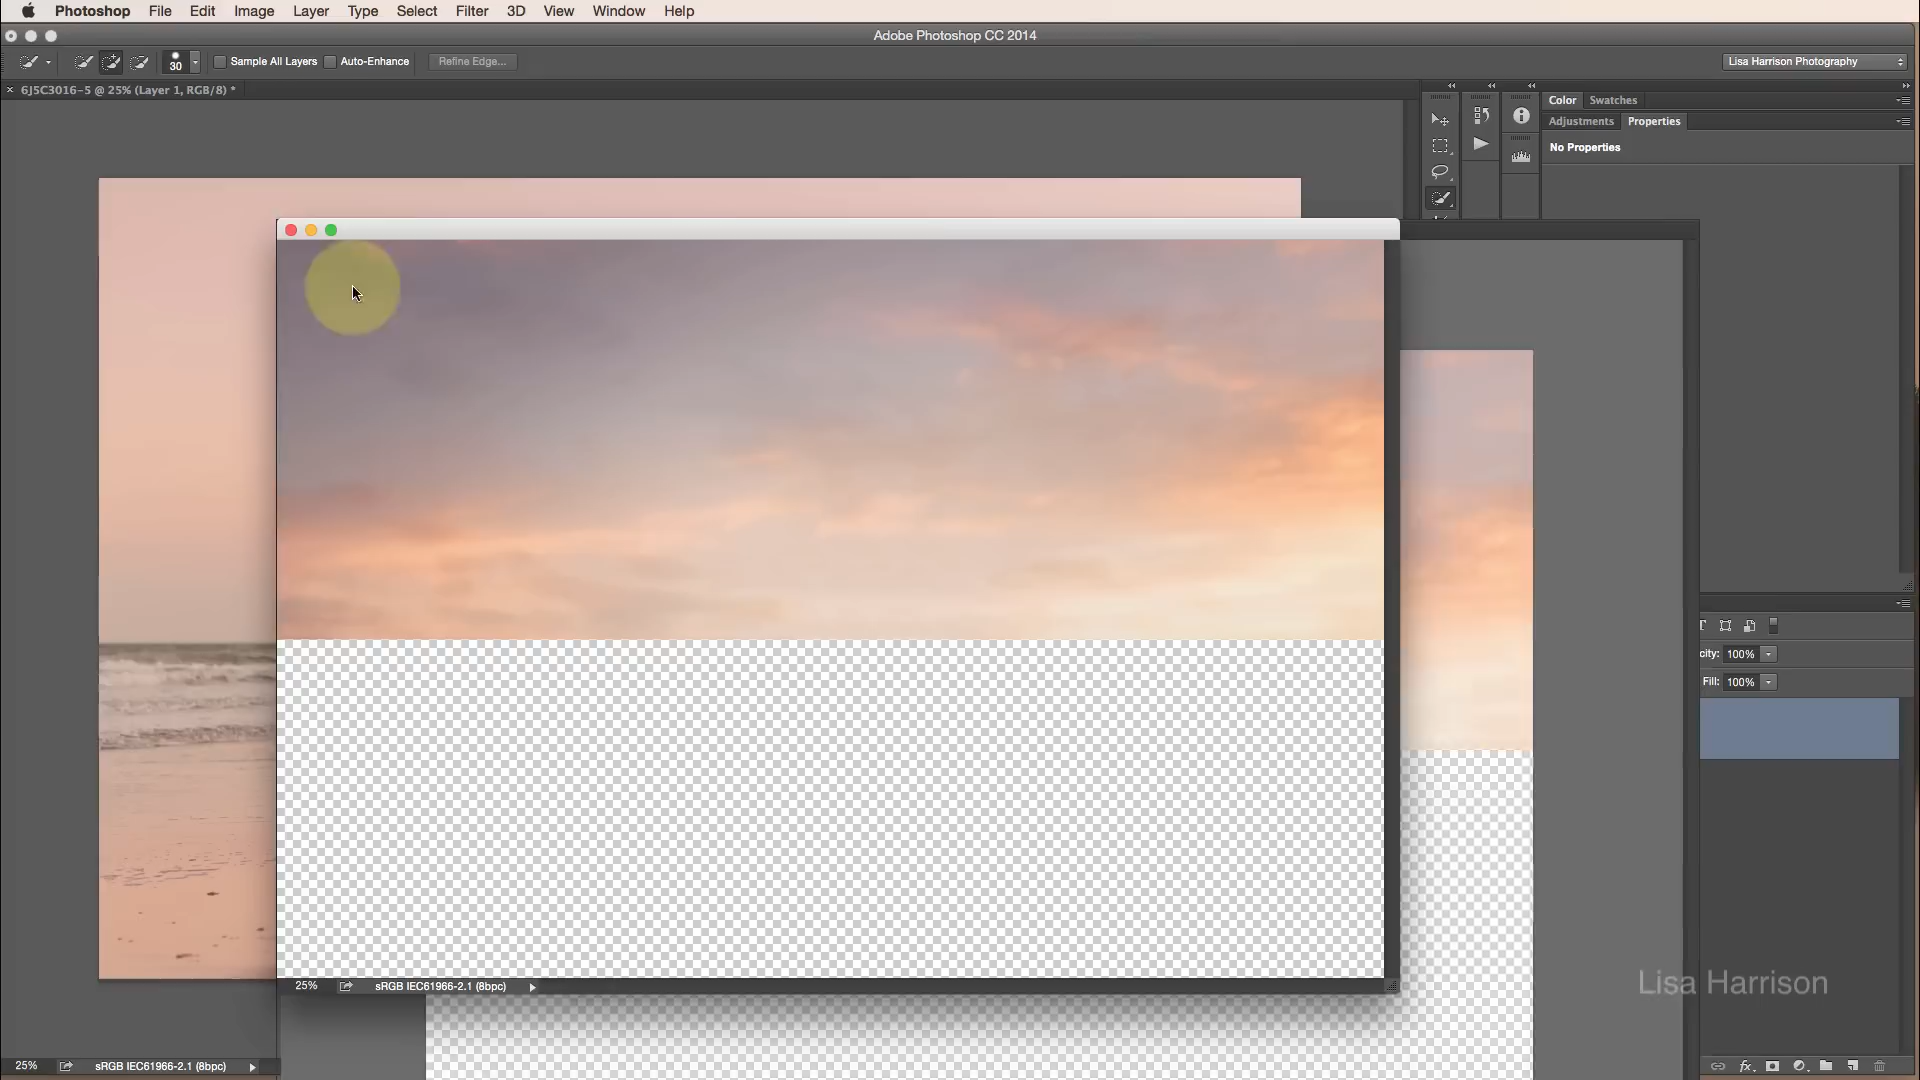 Photoshop File Edit Image Layer Type Select Filter 3D View Window Help
Adobe Photoshop CC 2014
30 Sample All Layers Auto-Enhance Refine Edge... Lisa Harrison Photography
6J5C3016-5 @ 25% (Layer 1, RGB/8) *
Color Swatches
Adjustments Properties
No Properties
city: 100%
Fill: 100%
25% sRGB IEC61966-2.1 (8bpc)
Lisa Harrison
25% sRGB IEC61966-2.1 (8bpc)
fx